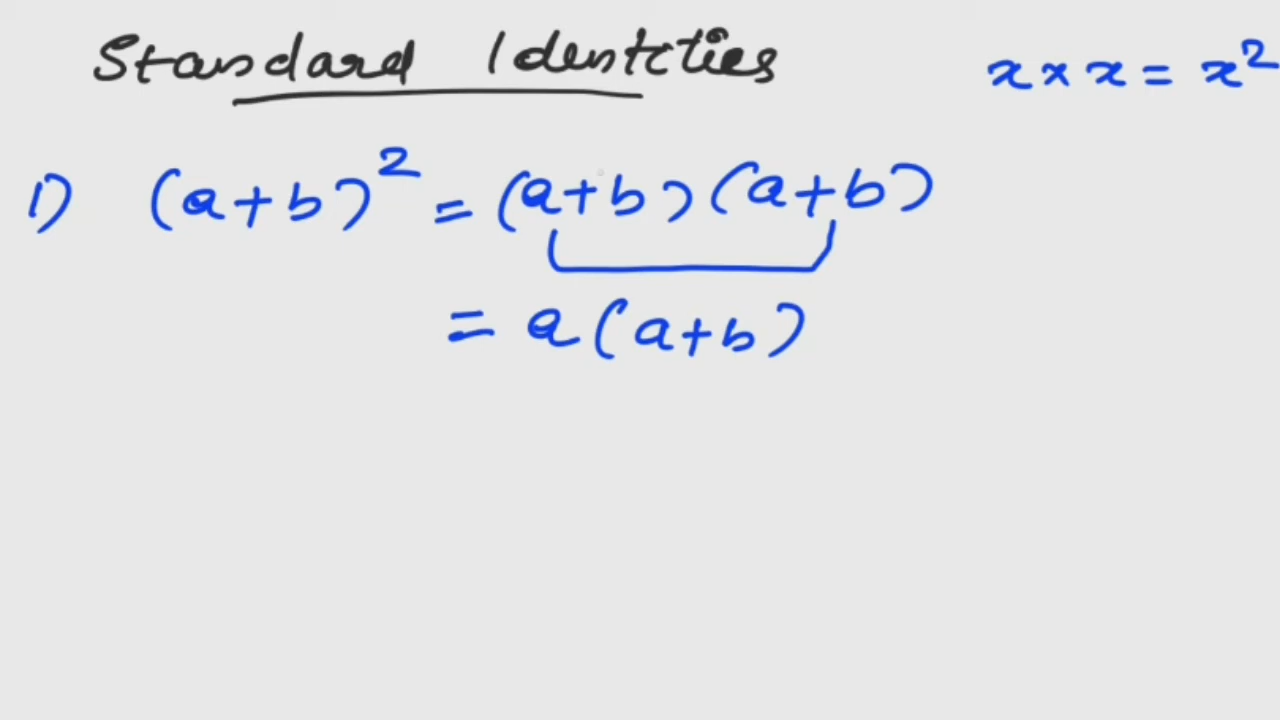 Standard Identities
x × x = x²
1) (a+b)² = (a+b)(a+b)
= a(a+b)